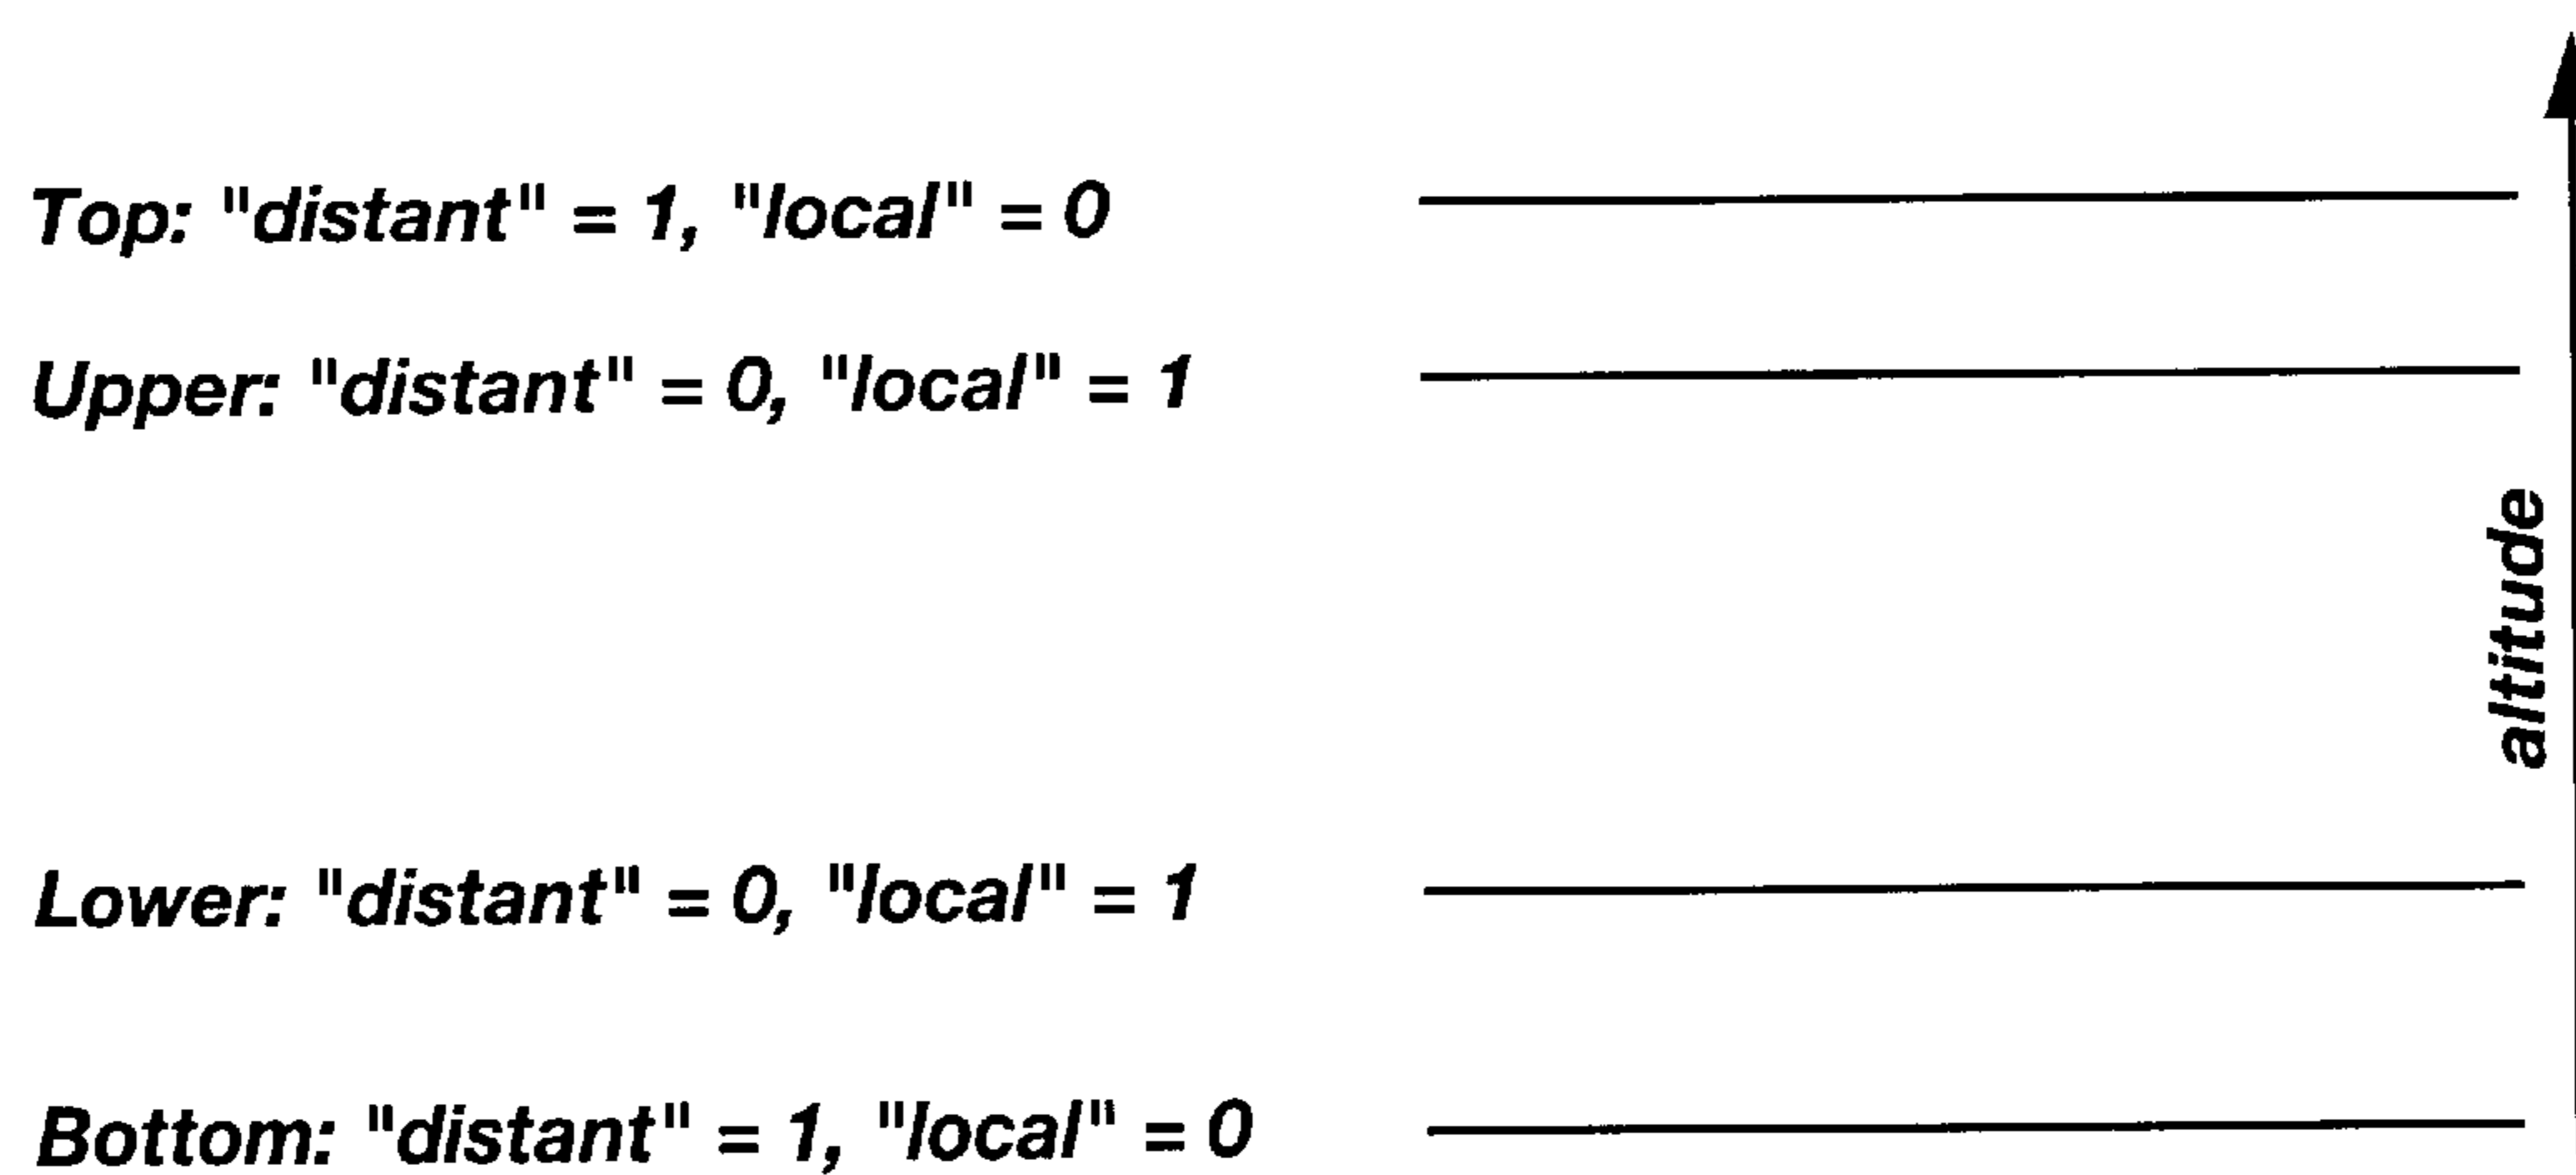 Top: "distant" = 1, "local" = 0
Upper: "distant" = 0, "local" = 1
altitude
Lower: "distant" = 0, "local" = 1
Bottom: "distant" = 1, "local" = 0